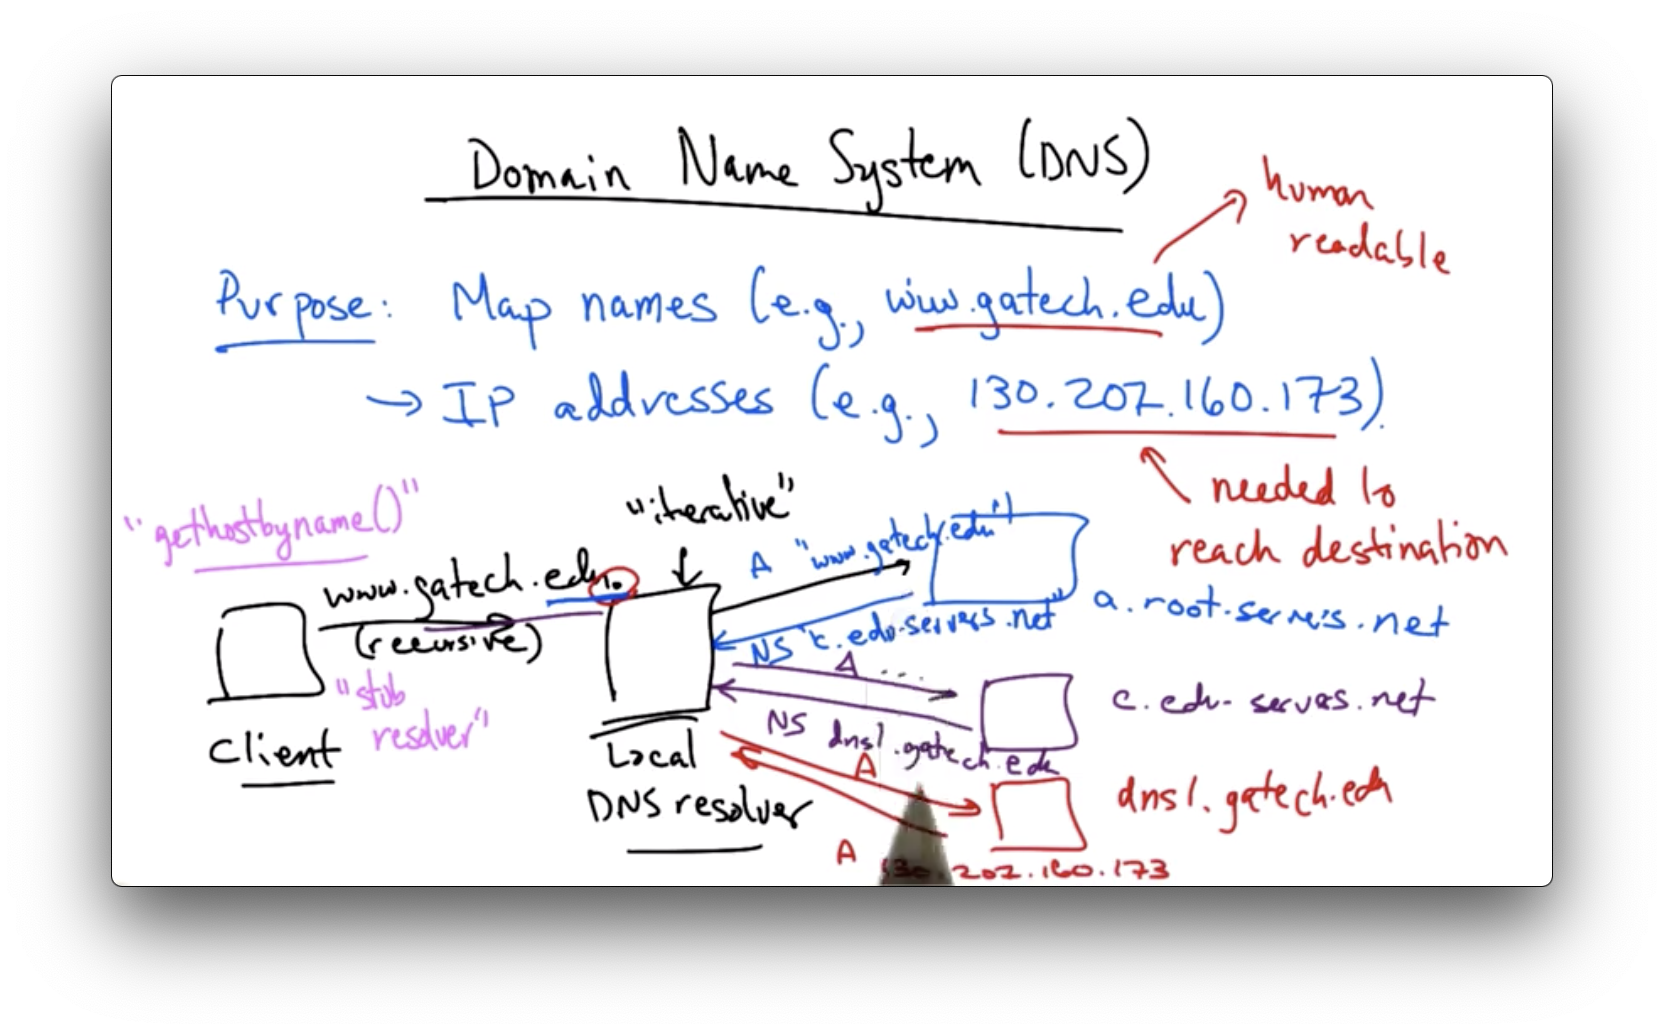 Domain Name System (DNS)
human
readable
Purpose: Map names (e.g., www.gatech.edu)
→ IP addresses (e.g., 130.207.160.173).
needed to
reach destination
"gethostbyname()"
"iterative"
www.gatech.edu.
(recursive)
"stub
resolver"
Client
Local
DNS resolver
A "www.gatech.edu"
NS "c.edu-servers.net"
a.root-servers.net
A ...
NS dns1.gatech.edu
c.edu-servers.net
A
dns1.gatech.edu
A 130.207.160.173